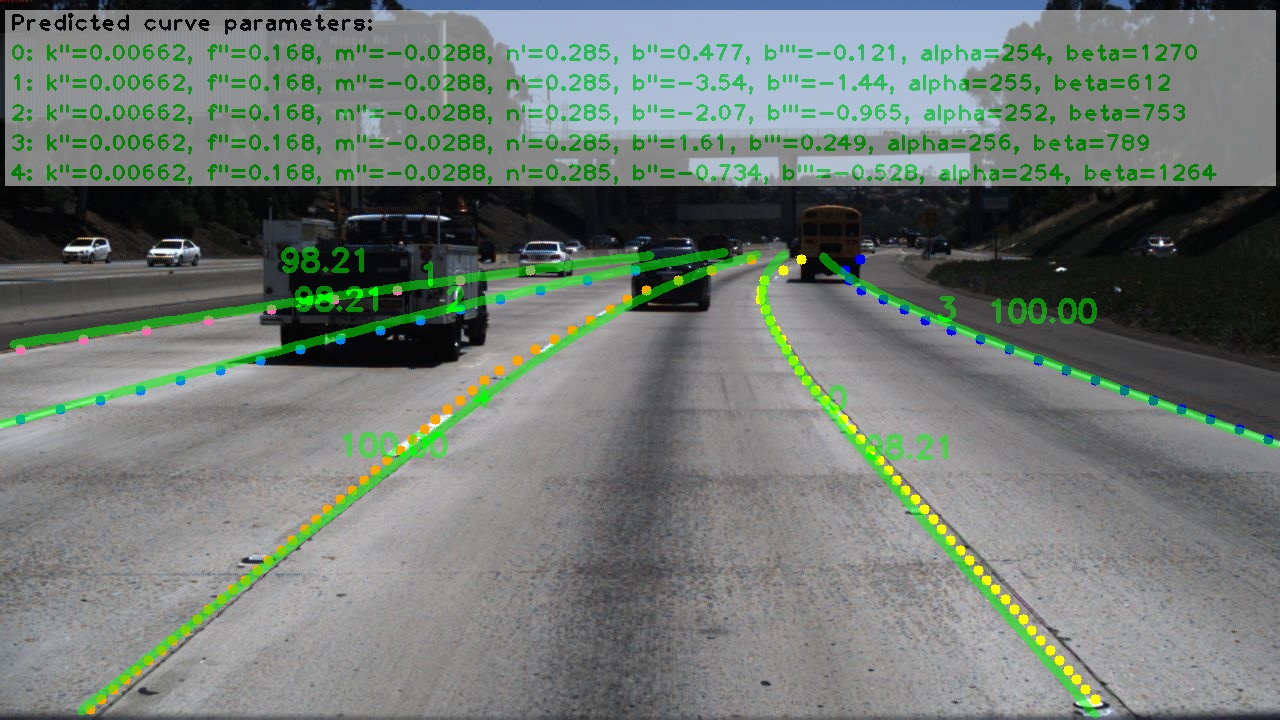 Predicted curve parameters:
0: k''=0.00662, f''=0.168, m''=-0.0288, n'=0.285, b''=0.477, b'''=-0.121, alpha=254, beta=1270
1: k''=0.00662, f''=0.168, m''=-0.0288, n'=0.285, b''=-3.54, b'''=-1.44, alpha=255, beta=612
2: k''=0.00662, f''=0.168, m''=-0.0288, n'=0.285, b''=-2.07, b'''=-0.965, alpha=252, beta=753
3: k''=0.00662, f''=0.168, m''=-0.0288, n'=0.285, b''=1.61, b'''=0.249, alpha=256, beta=789
4: k''=0.00662, f''=0.168, m''=-0.0288, n'=0.285, b''=-0.734, b'''=-0.528, alpha=254, beta=1264
98.21
1
98.21
2
3 100.00
0
100.00
98.21